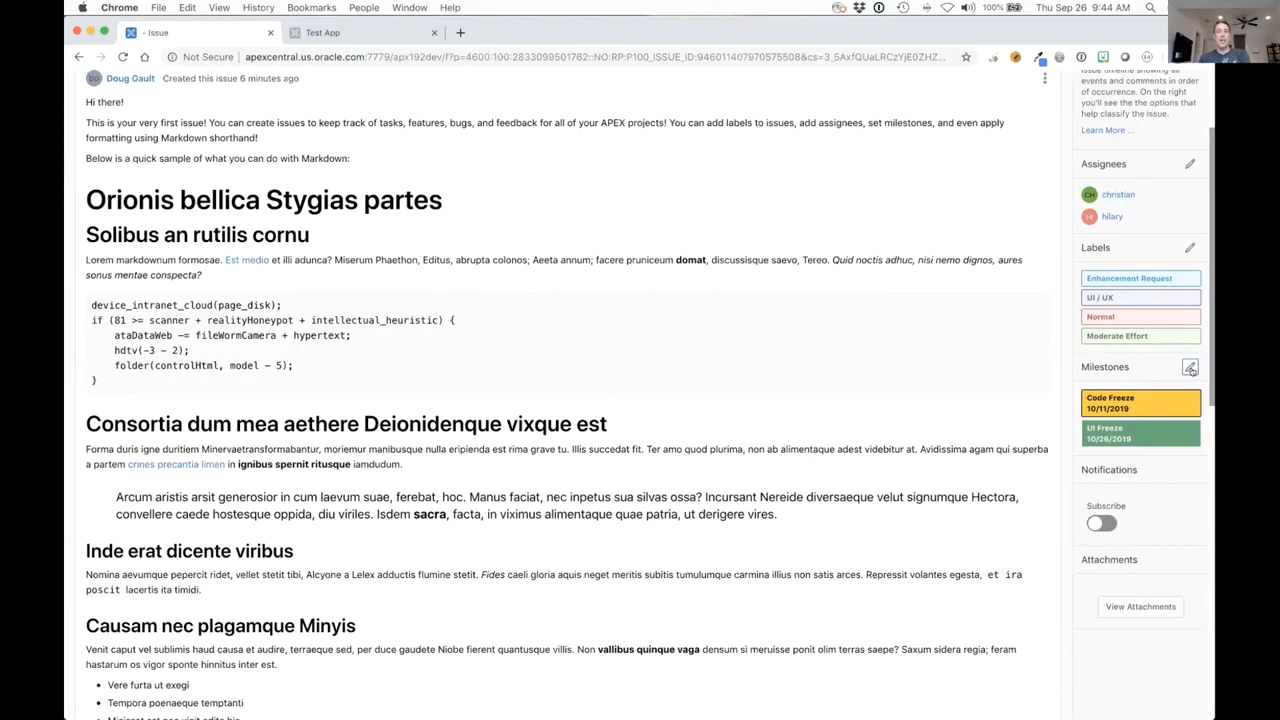 Chrome File Edit View History Bookmarks People Window Help 100% Thu Sep 26 9:44 AM
- Issue × Test App × +
Not Secure apexcentral.us.oracle.com:7779/apx192dev/f?p=4600:100:2833099501762::NO:RP:P100_ISSUE_ID:94601140797057550&cs=3_5AxfQUaLRCzYjE0ZHZ...
DG Doug Gault Created this issue 6 minutes ago
Hi there!
This is your very first issue! You can create issues to keep track of tasks, features, bugs, and feedback for all of your APEX projects! You can add labels to issues, add assignees, set milestones, and even apply
formatting using Markdown shorthand!
Below is a quick sample of what you can do with Markdown:
Orionis bellica Stygias partes
Solibus an rutilis cornu
Lorem markdownum formosae. Est medio et illi adunca? Miserum Phaethon, Editus, abrupta colonos; Aeeta annum; facere pruniceum domat, discussisque saevo, Tereo. Quid noctis adhuc, nisi nemo dignos, aures
sonus mentae conspecta?
device_intranet_cloud(page_disk);
if (81 >= scanner + realityHoneypot + intellectual_heuristic) {
ataDataWeb -= fileWormCamera + hypertext;
hdtv(-3 - 2);
folder(controlHtml, model - 5);
}
Consortia dum mea aethere Deionidenque vixque est
Forma duris igne duritiem Minervaetransformabantur, moriemur manibusque nulla eripienda est rima grave tu. Illis succedat fit. Ter amo quod plurima, non ab alimentaque adest videbitur at. Avidissima agam qui superba
a partem crines precantia limen in ignibus spernit ritusque iamdudum.
Arcum aristis arsit generosior in cum laevum suae, ferebat, hoc. Manus faciat, nec inpetus sua silvas ossa? Incursant Nereide diversaeque velut signumque Hectora,
convellere caede hostesque oppida, diu viriles. Isdem sacra, facta, in viximus alimentaque quae patria, ut derigere vires.
Inde erat dicente viribus
Nomina aevumque pepercit ridet, vellet stetit tibi, Alcyone a Lelex adductis flumine stetit. Fides caeli gloria aquis neget meritis subitis tumulumque carmina illius non satis arces. Repressit volantes egesta, et ira
poscit lacertis ita timidi.
Causam nec plagamque Minyis
Venit caput vel sublimis haud causa et audire, terraeque sed, per duce gaudete Niobe fierent quantusque villis. Non vallibus quinque vaga densum si meruisse ponit olim terras saepe? Saxum sidera regia; feram
hastarum os vigor sponte hinnitus inter est.
• Vere furta ut exegi
• Tempora poenaeque temptanti
issue timeline showing all
events and comments in order
of occurrence. On the right
you'll see the the options that
help classify the issue.
Learn More ...
Assignees
CH christian
HI hilary
Labels
Enhancement Request
UI / UX
Normal
Moderate Effort
Milestones
Code Freeze
10/11/2019
UI Freeze
10/26/2019
Notifications
Subscribe
Attachments
View Attachments